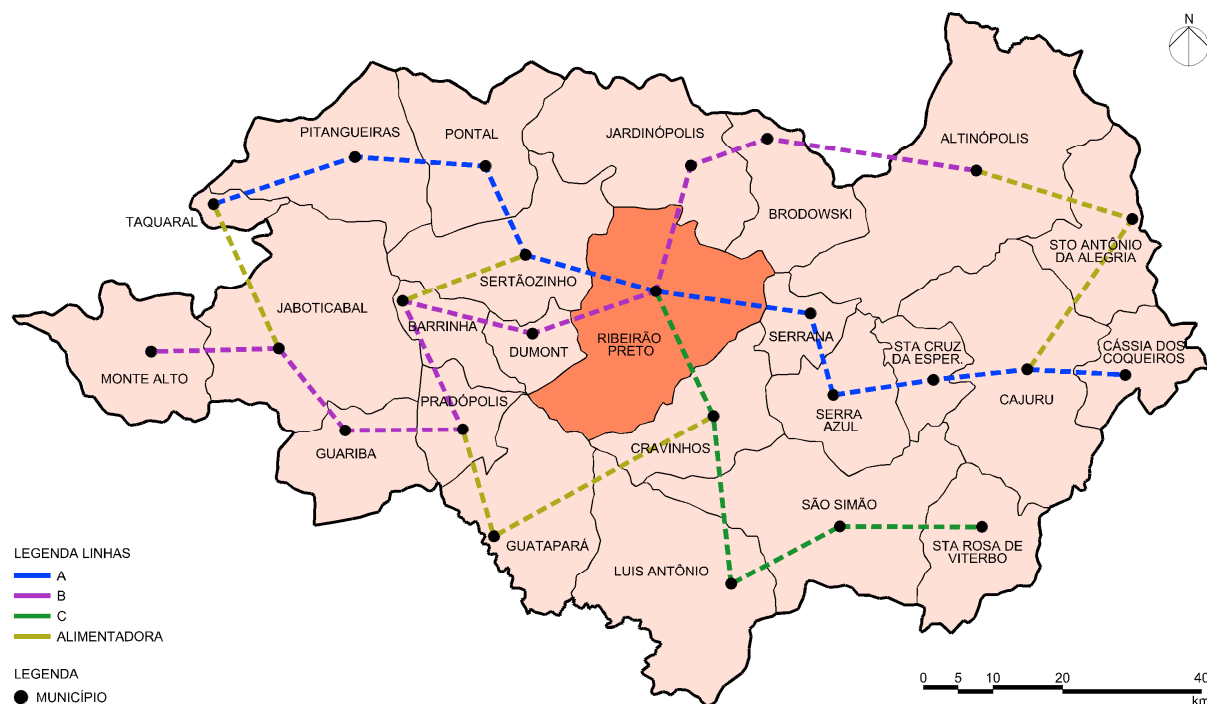 N
PITANGUEIRAS
PONTAL
JARDINÓPOLIS
ALTINÓPOLIS
TAQUARAL
BRODOWSKI
STO ANTÔNIO
DA ALEGRIA
SERTÃOZINHO
JABOTICABAL
BARRINHA
DUMONT
RIBEIRÃO
PRETO
SERRANA
STA CRUZ
DA ESPER.
CÁSSIA DOS
COQUEIROS
MONTE ALTO
PRADÓPOLIS
SERRA
AZUL
CAJURU
GUARIBA
CRAVINHOS
SÃO SIMÃO
GUATAPARÁ
STA ROSA DE
VITERBO
LUIS ANTÔNIO
LEGENDA LINHAS
A
B
C
ALIMENTADORA
LEGENDA
MUNICÍPIO
0 5 10 20 40
km